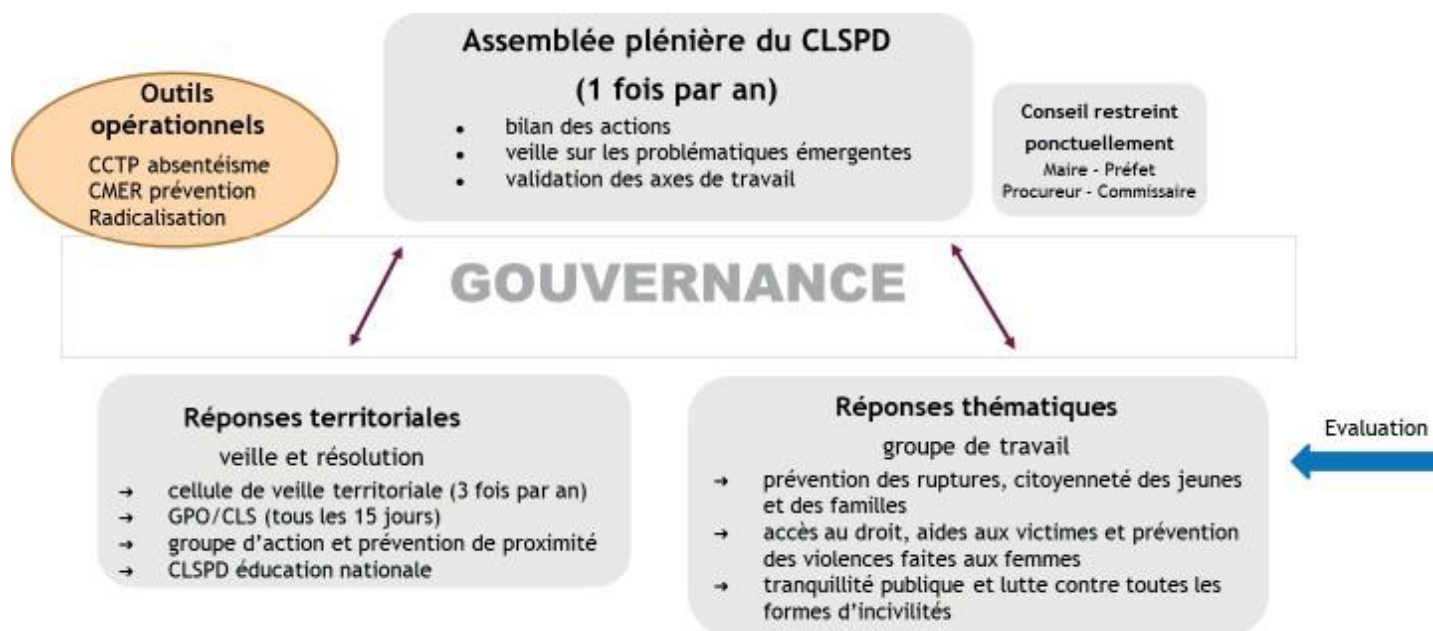 Assemblée plénière du CLSPD
(1 fois par an)
• bilan des actions
• veille sur les problématiques émergentes
• validation des axes de travail
Outils
opérationnels
CCTP absentéisme
CMER prévention
Radicalisation
Conseil restreint
ponctuellement
Maire - Préfet
Procureur - Commissaire
GOUVERNANCE
Réponses territoriales
veille et résolution
→ cellule de veille territoriale (3 fois par an)
→ GPO/CLS (tous les 15 jours)
→ groupe d'action et prévention de proximité
→ CLSPD éducation nationale
Réponses thématiques
groupe de travail
→ prévention des ruptures, citoyenneté des jeunes
et des familles
→ accès au droit, aides aux victimes et prévention
des violences faites aux femmes
→ tranquillité publique et lutte contre toutes les
formes d'incivilités
Evaluation